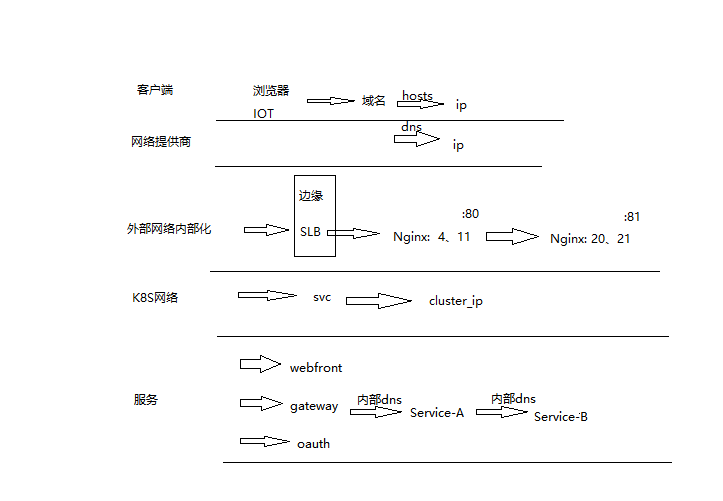 客户端
浏览器
IOT
域名
hosts
ip
网络提供商
dns
ip
外部网络内部化
边缘
SLB
Nginx: 4、11
:80
Nginx: 20、21
:81
K8S网络
svc
cluster_ip
服务
webfront
gateway
内部dns
Service-A
内部dns
Service-B
oauth